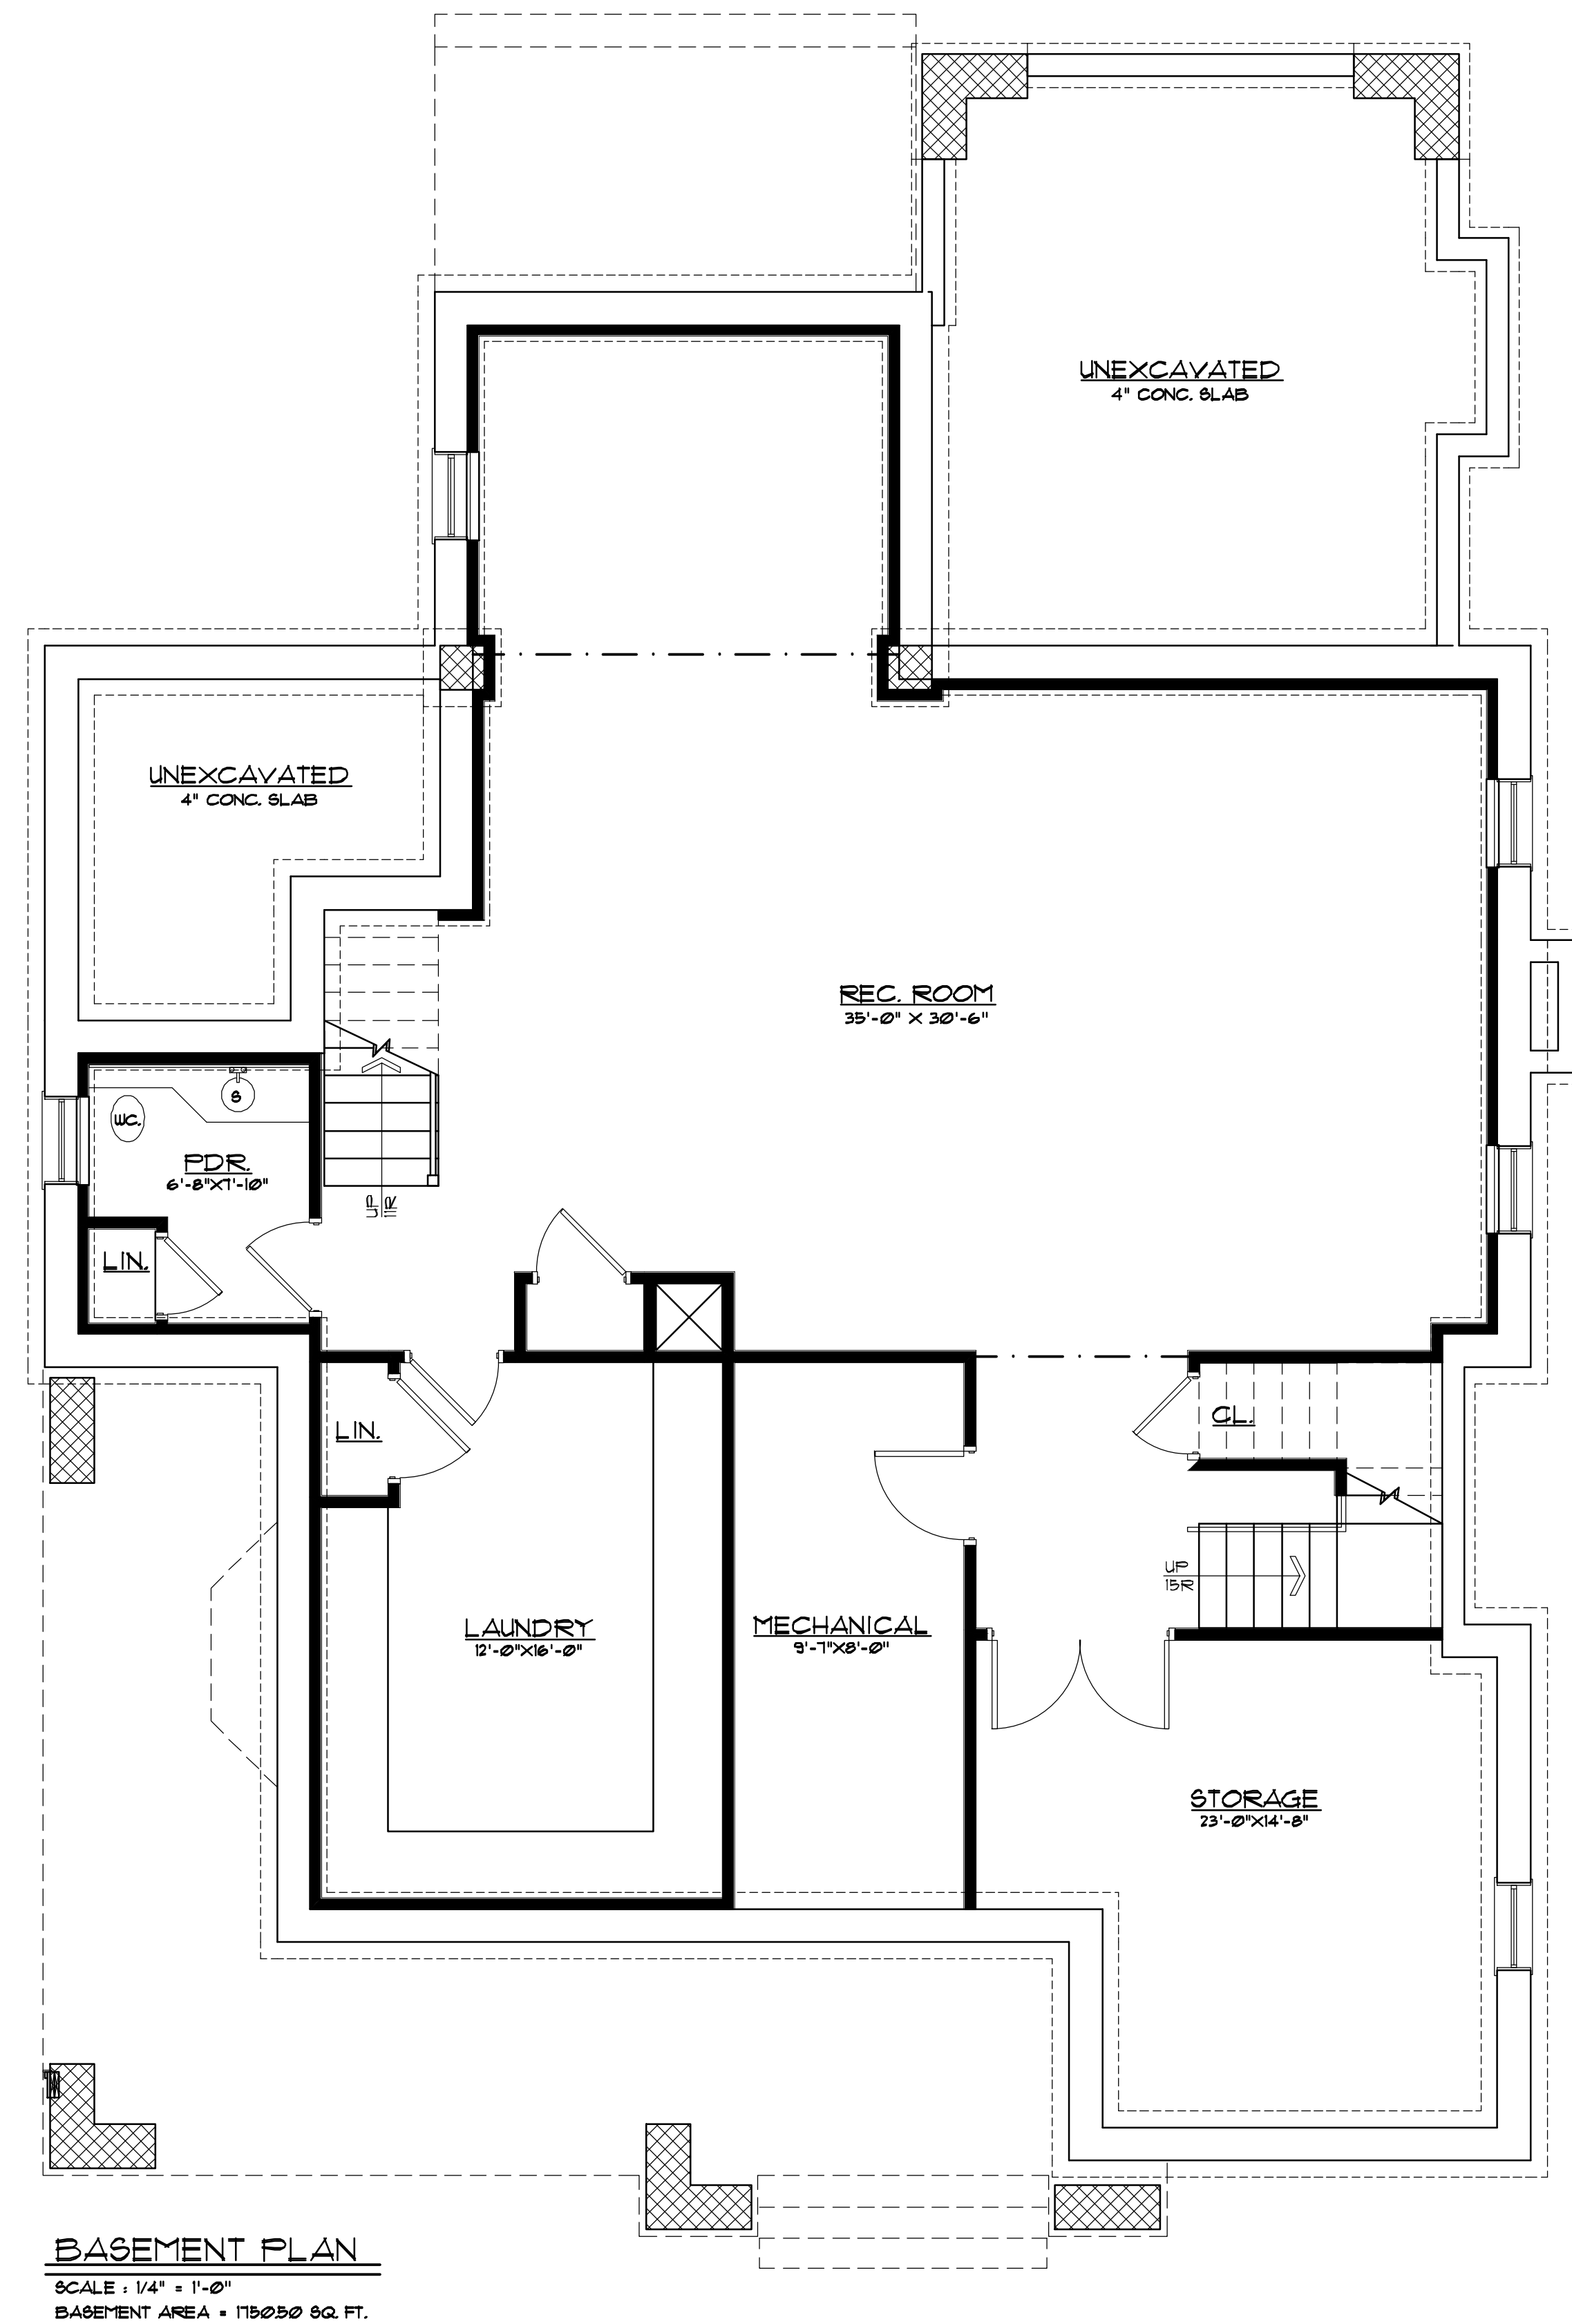 UNEXCAVATED
4" CONC. SLAB
UNEXCAVATED
4" CONC. SLAB
REC. ROOM
35'-0" X 30'-6"
S
WC.
PDR.
6'-8"X7'-10"
UP
11R
LIN.
CL.
LIN.
UP
15R
LAUNDRY
12'-0"X16'-0"
MECHANICAL
9'-7"X8'-0"
STORAGE
23'-0"X14'-8"
BASEMENT PLAN
SCALE : 1/4" = 1'-0"
BASEMENT AREA = 1750.50 SQ. FT.